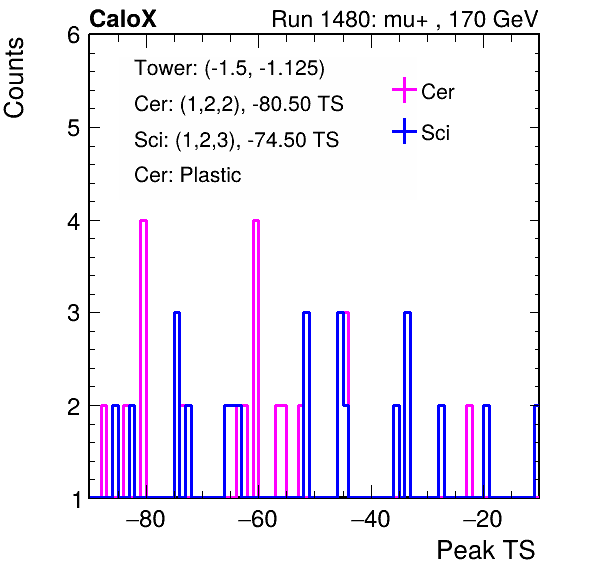 CaloX Run 1480: mu+ , 170 GeV
Counts
6
5
4
3
2
1
Tower: (-1.5, -1.125)
Cer: (1,2,2), -80.50 TS
Sci: (1,2,3), -74.50 TS
Cer: Plastic
Cer
Sci
−80 −60 −40 −20
Peak TS